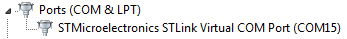 Ports (COM & LPT)
STMicroelectronics STLink Virtual COM Port (COM15)